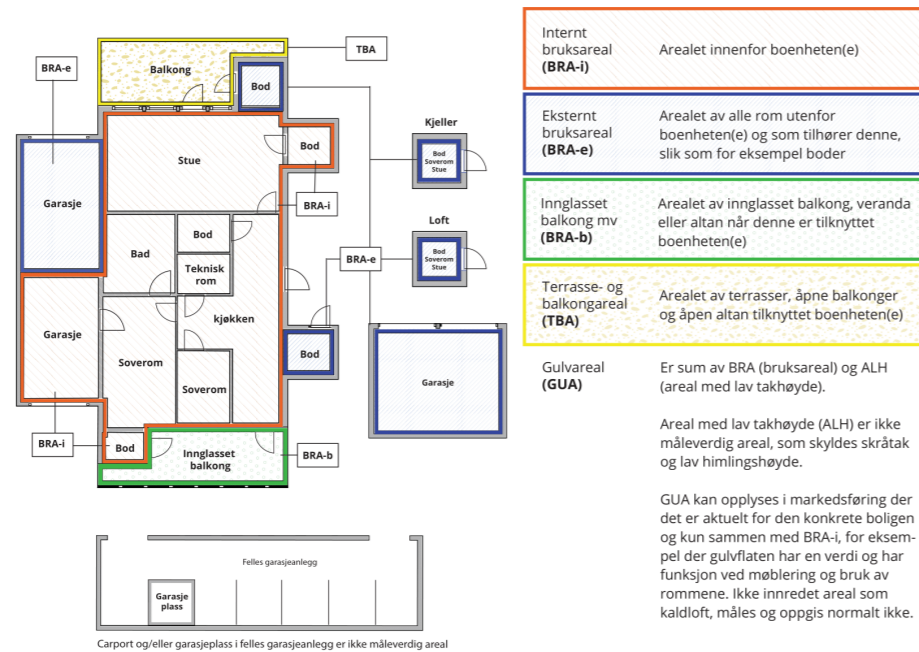 TBA
BRA-e
Balkong
Bod
Kjeller
Bod
Soverom
Stue
Stue
Bod
BRA-i
Garasje
Loft
Bod
Soverom
Stue
Bod
Bad
Teknisk
rom
BRA-e
kjøkken
Garasje
Soverom
Soverom
Bod
Garasje
BRA-i
Bod
Innglasset
balkong
BRA-b
Felles garasjeanlegg
Garasje
plass
Carport og/eller garasjeplass i felles garasjeanlegg er ikke måleverdig areal
Internt
bruksareal
(BRA-i)
Arealet innenfor boenheten(e)
Eksternt
bruksareal
(BRA-e)
Arealet av alle rom utenfor
boenheten(e) og som tilhører denne,
slik som for eksempel boder
Innglasset
balkong mv
(BRA-b)
Arealet av innglasset balkong, veranda
eller altan når denne er tilknyttet
boenheten(e)
Terrasse- og
balkongareal
(TBA)
Arealet av terrasser, åpne balkonger
og åpen altan tilknyttet boenheten(e)
Gulvareal
(GUA)
Er sum av BRA (bruksareal) og ALH
(areal med lav takhøyde).
Areal med lav takhøyde (ALH) er ikke
måleverdig areal, som skyldes skråtak
og lav himlingshøyde.
GUA kan opplyses i markedsføring der
det er aktuelt for den konkrete boligen
og kun sammen med BRA-i, for eksem-
pel der gulvflaten har en verdi og har
funksjon ved møblering og bruk av
rommene. Ikke innredet areal som
kaldloft, måles og oppgis normalt ikke.